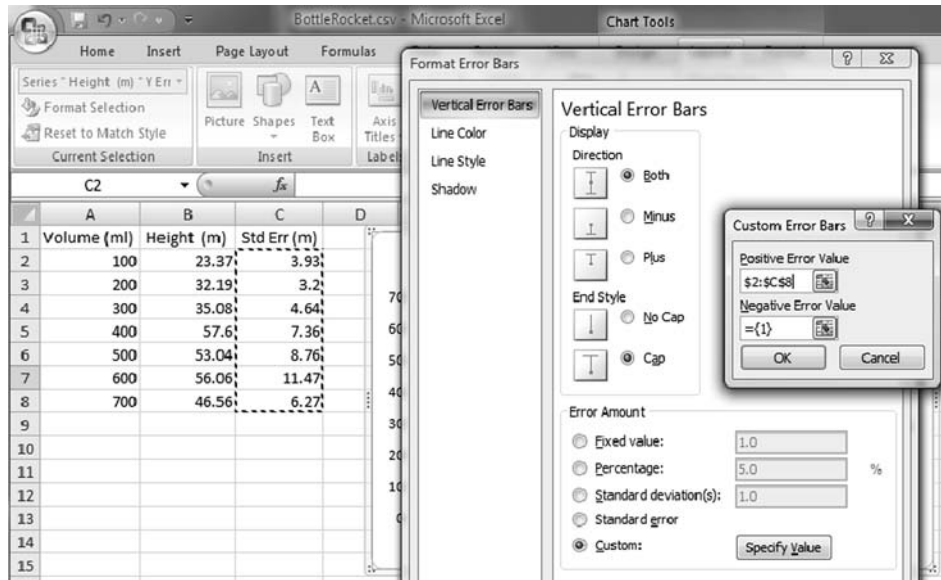 BottleRocket.csv - Microsoft Excel Chart Tools
Home Insert Page Layout Formulas
Series "Height (m)" Y Err
Format Selection
Reset to Match Style
Current Selection
Picture Shapes Text Box
Insert
Axis Titles
Label
C2 fx
A B C D
1 Volume (ml) Height (m) Std Err (m)
2 100 23.37 3.93
3 200 32.19 3.2
4 300 35.08 4.64
5 400 57.6 7.36
6 500 53.04 8.76
7 600 56.06 11.47
8 700 46.56 6.27
9
10
11
12
13
14
15
70
60
50
40
30
20
10
0
Format Error Bars
Vertical Error Bars
Line Color
Line Style
Shadow
Vertical Error Bars
Display
Direction
Both
Minus
Plus
End Style
No Cap
Cap
Error Amount
Fixed value: 1.0
Percentage: 5.0 %
Standard deviation(s): 1.0
Standard error
Custom: Specify Value
Custom Error Bars
Positive Error Value
$2:$C$8
Negative Error Value
={1}
OK Cancel